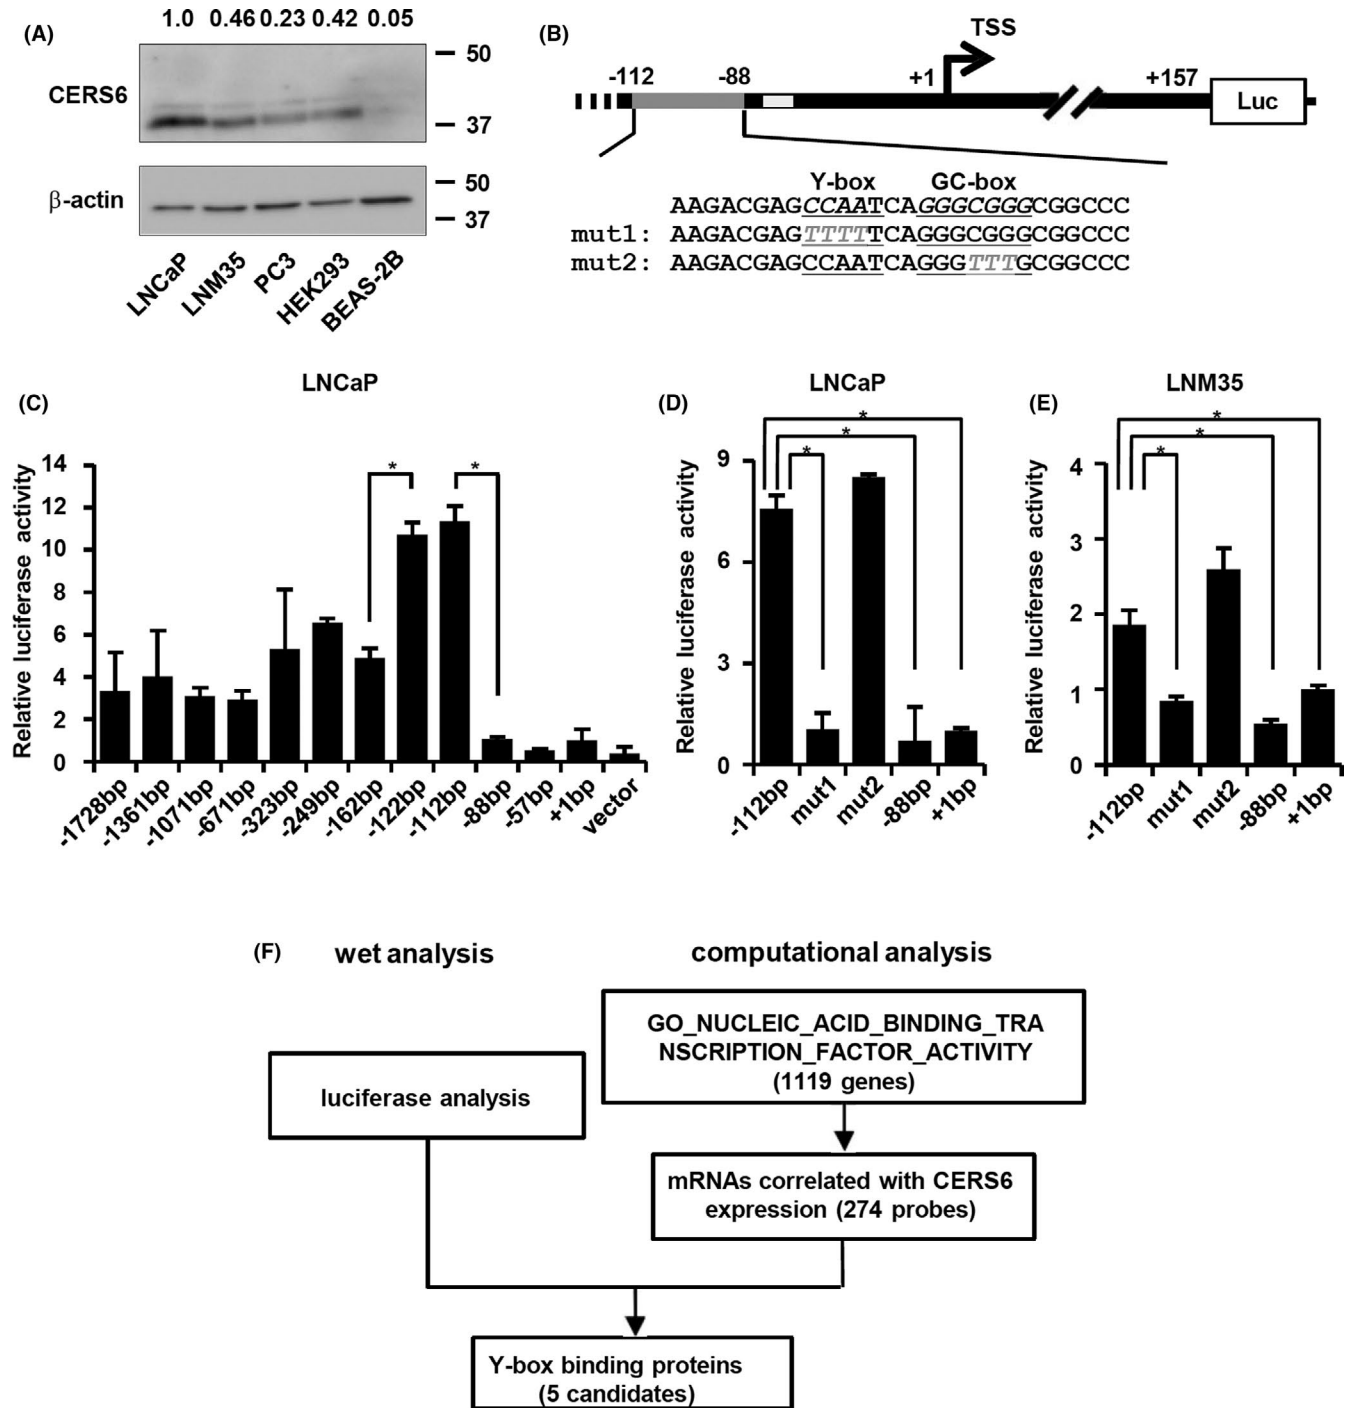 (A)
1.0 0.46 0.23 0.42 0.05
CERS6
50
37
β-actin
50
37
LNCaP
LNM35
PC3
HEK293
BEAS-2B
(B)
TSS
-112
-88
+1
+157
Luc
Y-box GC-box
AAGACGAGCCAATCAGGGCGGGCGGCCC
mut1: AAGACGAGTTTTTCAGGGCGGGCGGCCC
mut2: AAGACGAGCCAATCAGGGTTTGCGGCCC
(C)
LNCaP
Relative luciferase activity
14
12
10
8
6
4
2
0
* *
-1728bp
-1361bp
-1071bp
-671bp
-323bp
-249bp
-162bp
-122bp
-112bp
-88bp
-57bp
+1bp
vector
(D)
LNCaP
Relative luciferase activity
9
6
3
0
*
*
*
-112bp
mut1
mut2
-88bp
+1bp
(E)
LNM35
Relative luciferase activity
4
3
2
1
0
*
*
*
-112bp
mut1
mut2
-88bp
+1bp
(F)
wet analysis
computational analysis
luciferase analysis
GO_NUCLEIC_ACID_BINDING_TRA
NSCRIPTION_FACTOR_ACTIVITY
(1119 genes)
mRNAs correlated with CERS6
expression (274 probes)
Y-box binding proteins
(5 candidates)